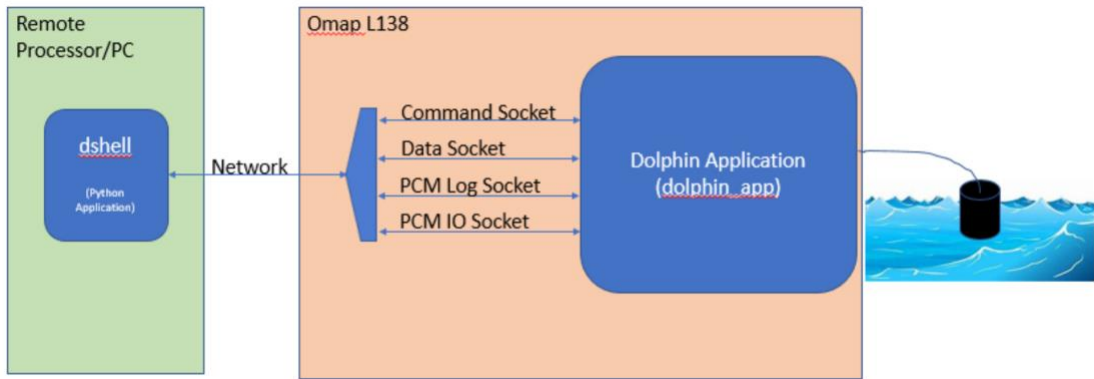 Remote
Processor/PC
dshell
(Python
Application)
Network
Omap L138
Command Socket
Data Socket
PCM Log Socket
PCM IO Socket
Dolphin Application
(dolphin_app)